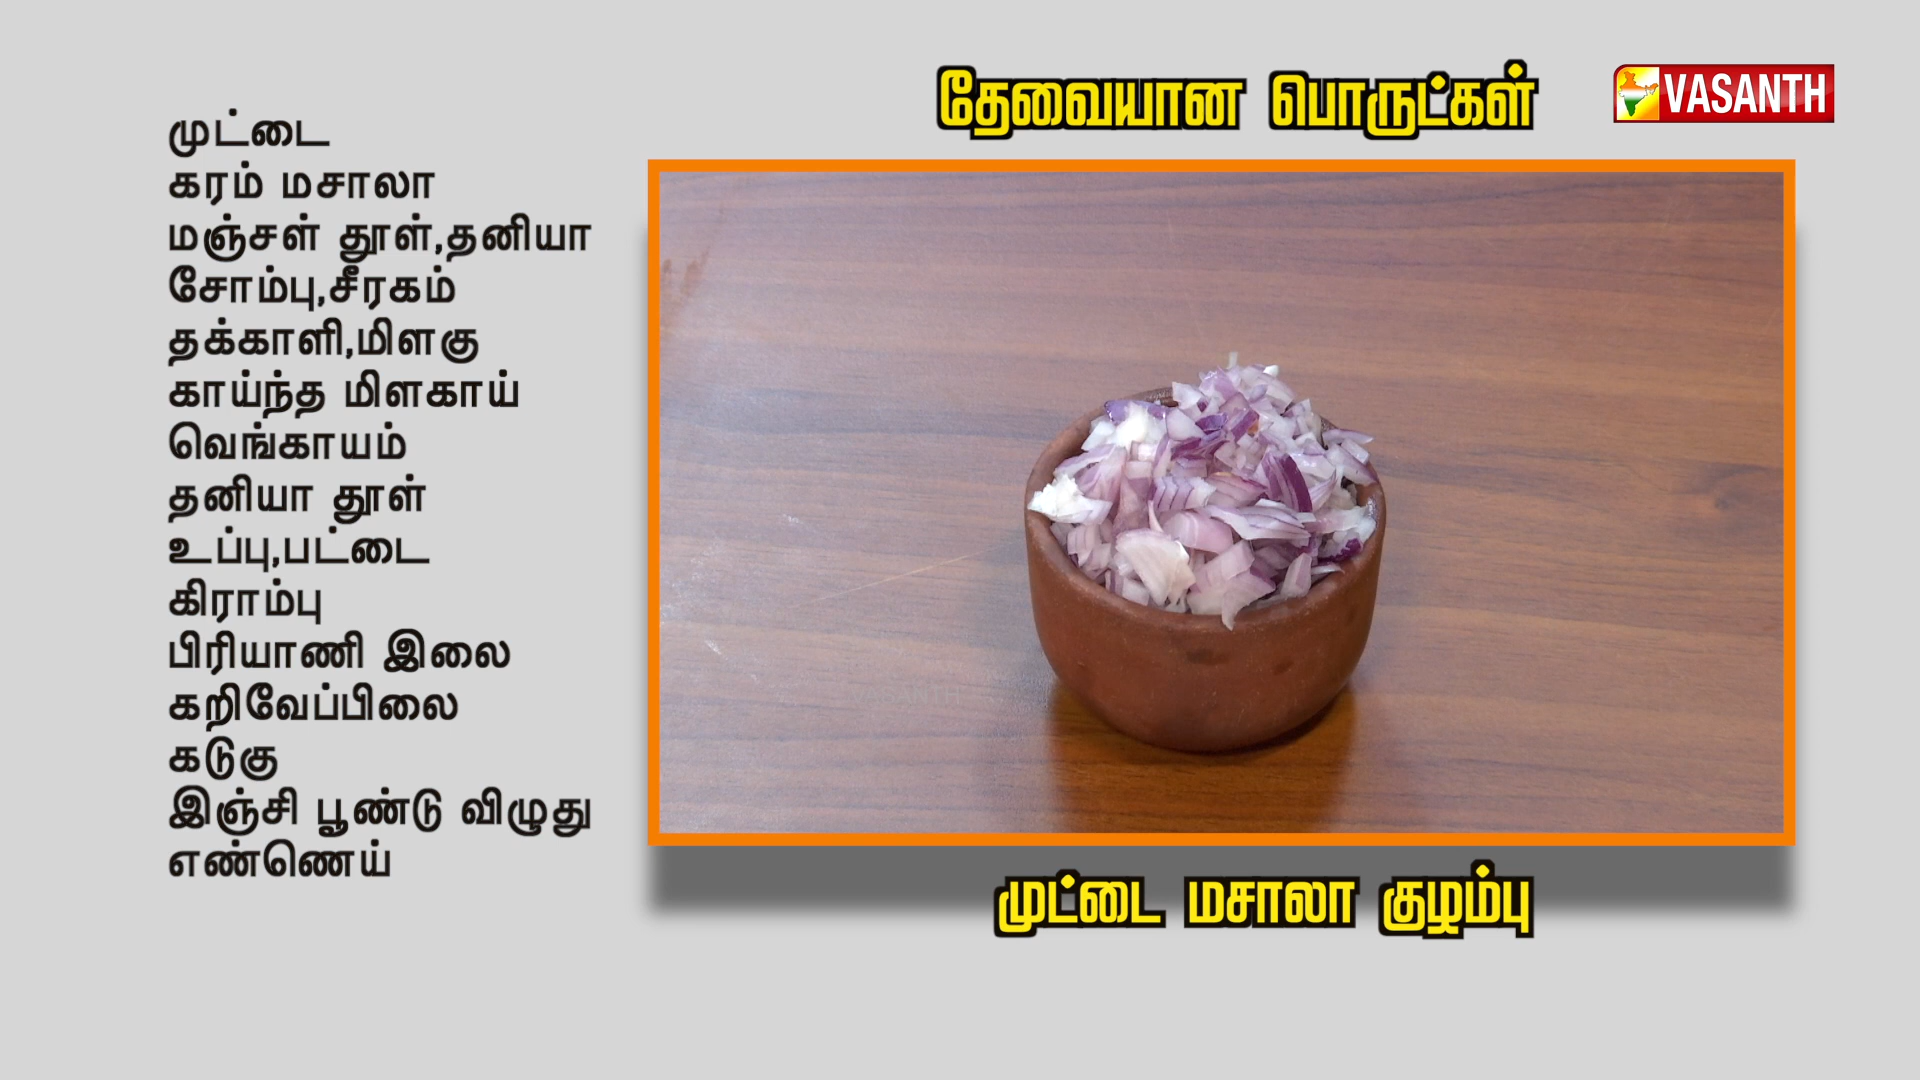 தேவையான பொருட்கள்
VASANTH
முட்டை
கரம் மசாலா
மஞ்சள் தூள்,தனியா
சோம்பு,சீரகம்
தக்காளி,மிளகு
காய்ந்த மிளகாய்
வெங்காயம்
தனியா தூள்
உப்பு,பட்டை
கிராம்பு
பிரியாணி இலை
கறிவேப்பிலை
கடுகு
இஞ்சி பூண்டு விழுது
எண்ணெய்
முட்டை மசாலா குழம்பு